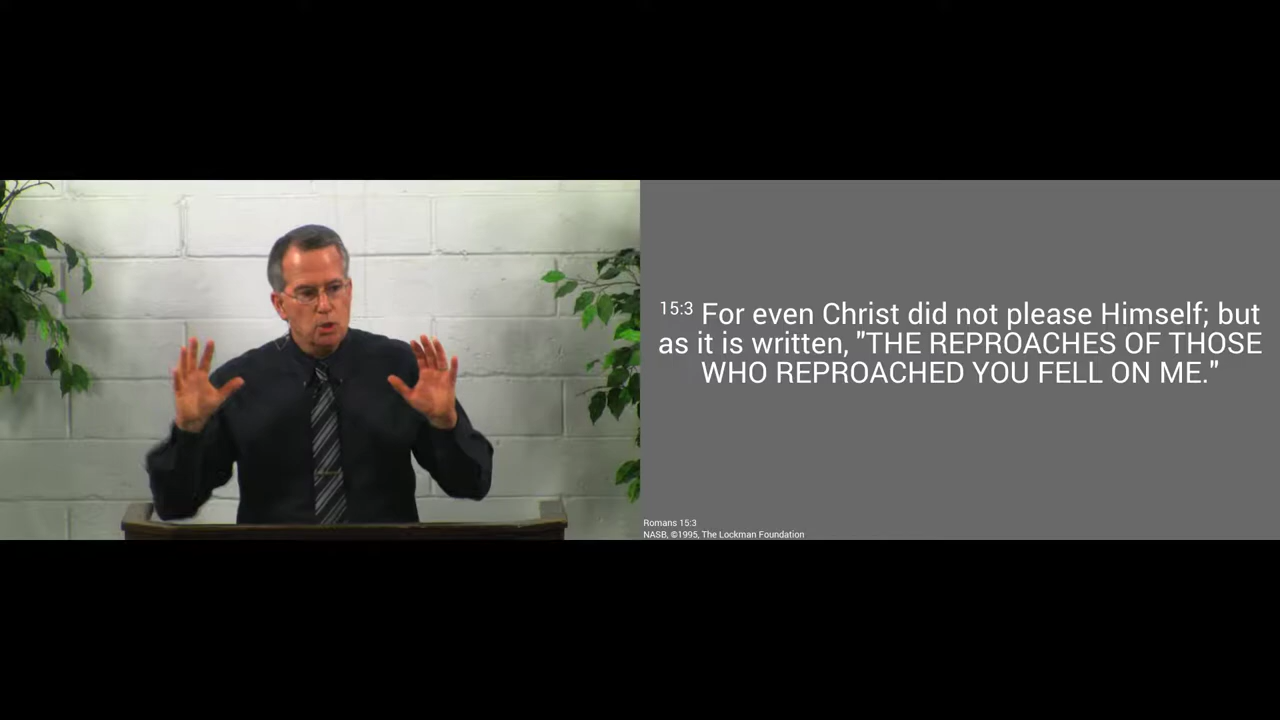 15:3 For even Christ did not please Himself; but
as it is written, "THE REPROACHES OF THOSE
WHO REPROACHED YOU FELL ON ME."
Romans 15:3
NASB, ©1995, The Lockman Foundation